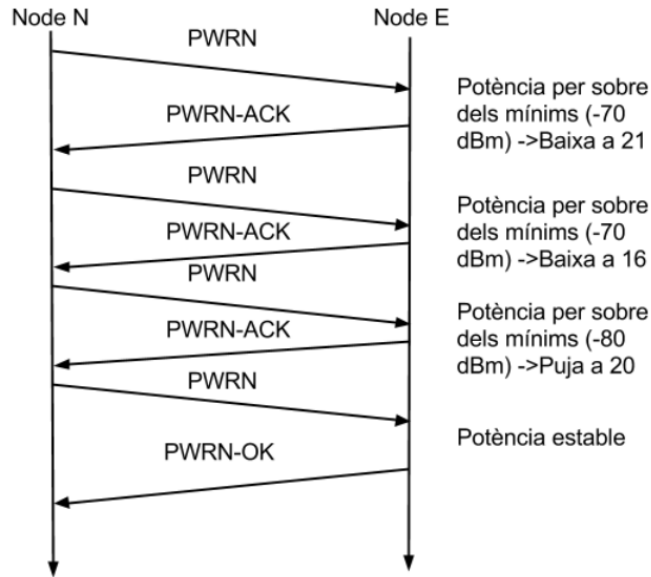 Node N
Node E
PWRN
Potència per sobre
dels mínims (-70
dBm) ->Baixa a 21
PWRN-ACK
PWRN
Potència per sobre
dels mínims (-70
dBm) ->Baixa a 16
PWRN-ACK
PWRN
Potència per sobre
dels mínims (-80
dBm) ->Puja a 20
PWRN-ACK
PWRN
Potència estable
PWRN-OK